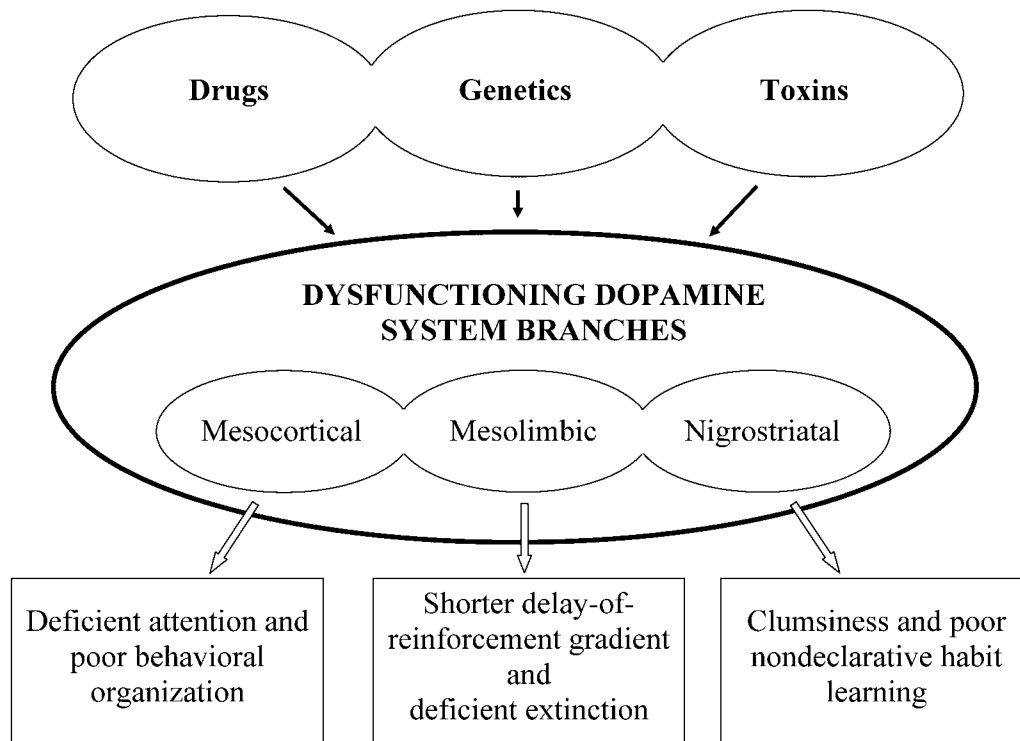 Drugs
Genetics
Toxins
DYSFUNCTIONING DOPAMINE
SYSTEM BRANCHES
Mesocortical
Mesolimbic
Nigrostriatal
Deficient attention and
poor behavioral
organization
Shorter delay-of-
reinforcement gradient
and
deficient extinction
Clumsiness and poor
nondeclarative habit
learning